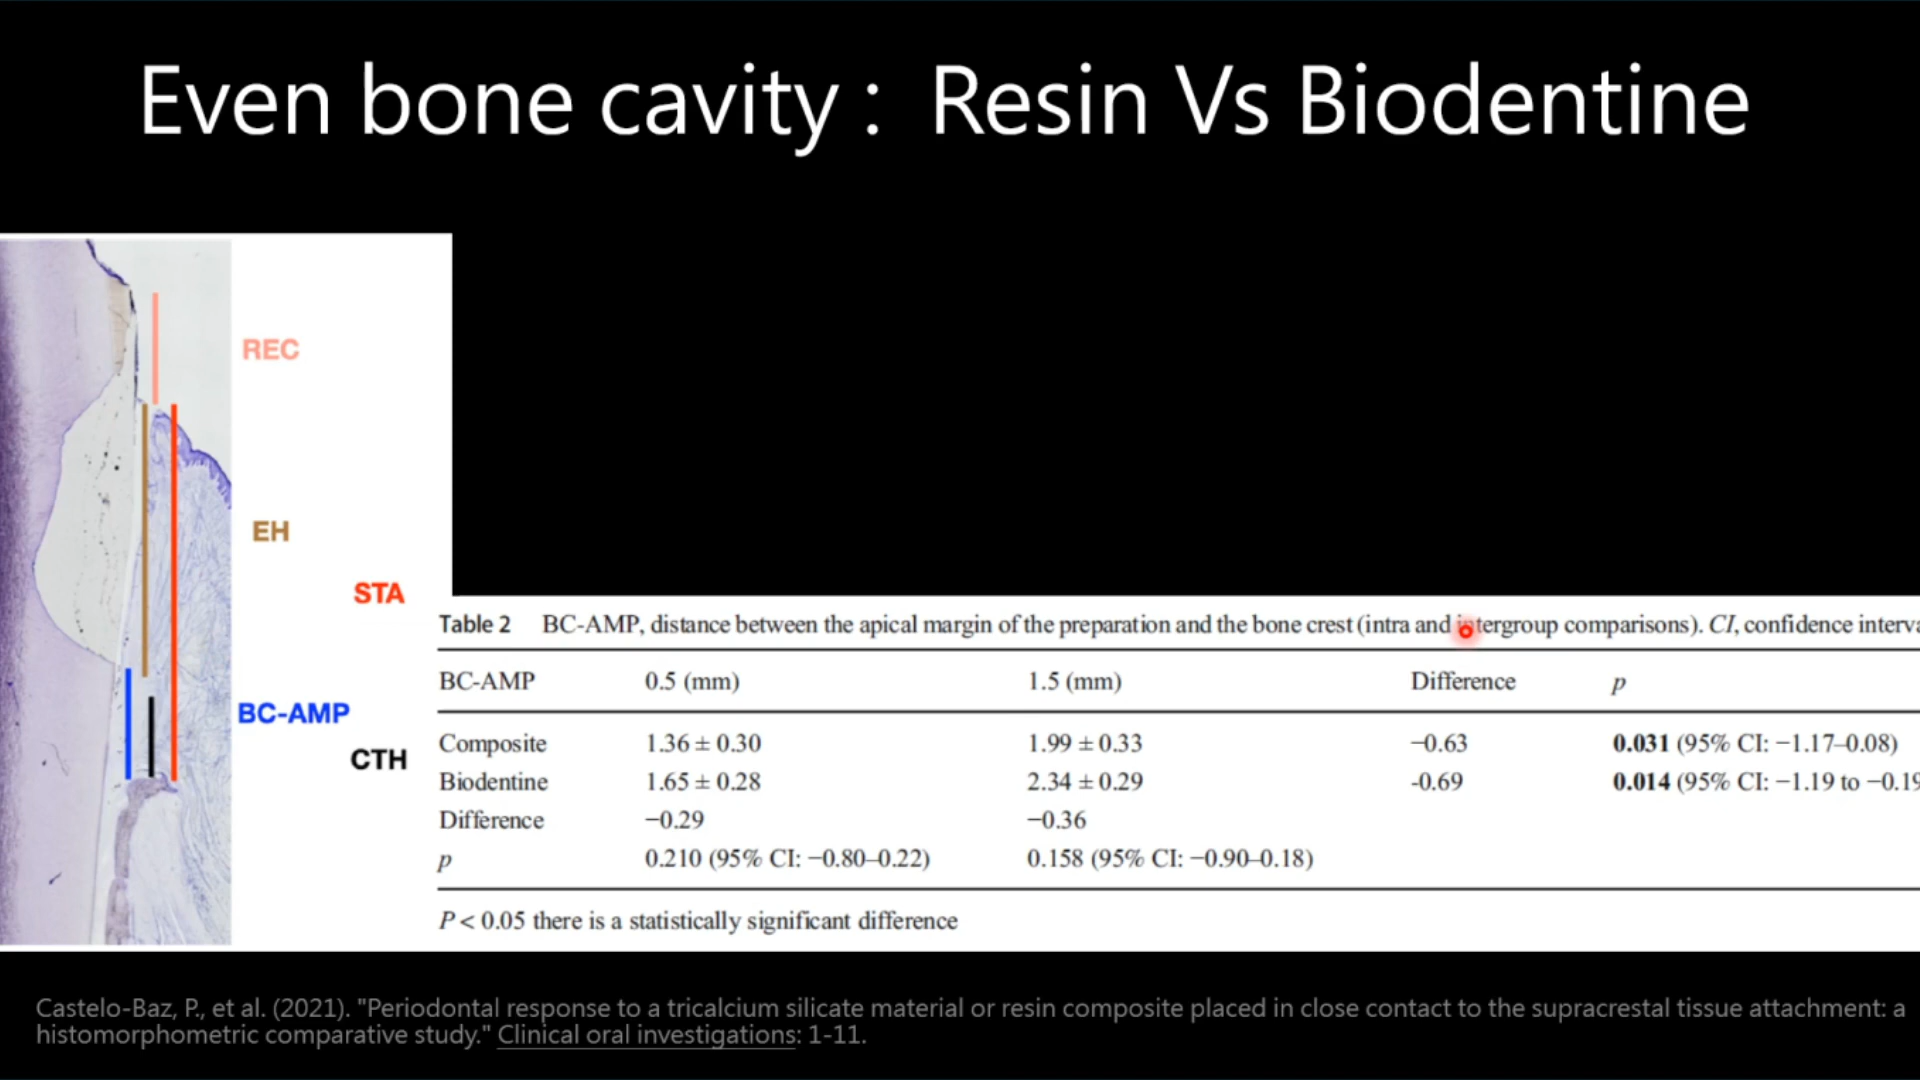 Even bone cavity : Resin Vs Biodentine
REC
EH
STA
BC-AMP
CTH
Table 2 BC-AMP, distance between the apical margin of the preparation and the bone crest (intra and intergroup comparisons). CI, confidence interva
BC-AMP 0.5 (mm) 1.5 (mm) Difference p
Composite 1.36 ± 0.30 1.99 ± 0.33 −0.63 0.031 (95% CI: −1.17–0.08)
Biodentine 1.65 ± 0.28 2.34 ± 0.29 -0.69 0.014 (95% CI: −1.19 to −0.19
Difference −0.29 −0.36
p 0.210 (95% CI: −0.80–0.22) 0.158 (95% CI: −0.90–0.18)
P < 0.05 there is a statistically significant difference
Castelo-Baz, P., et al. (2021). "Periodontal response to a tricalcium silicate material or resin composite placed in close contact to the supracrestal tissue attachment: a
histomorphometric comparative study." Clinical oral investigations: 1-11.